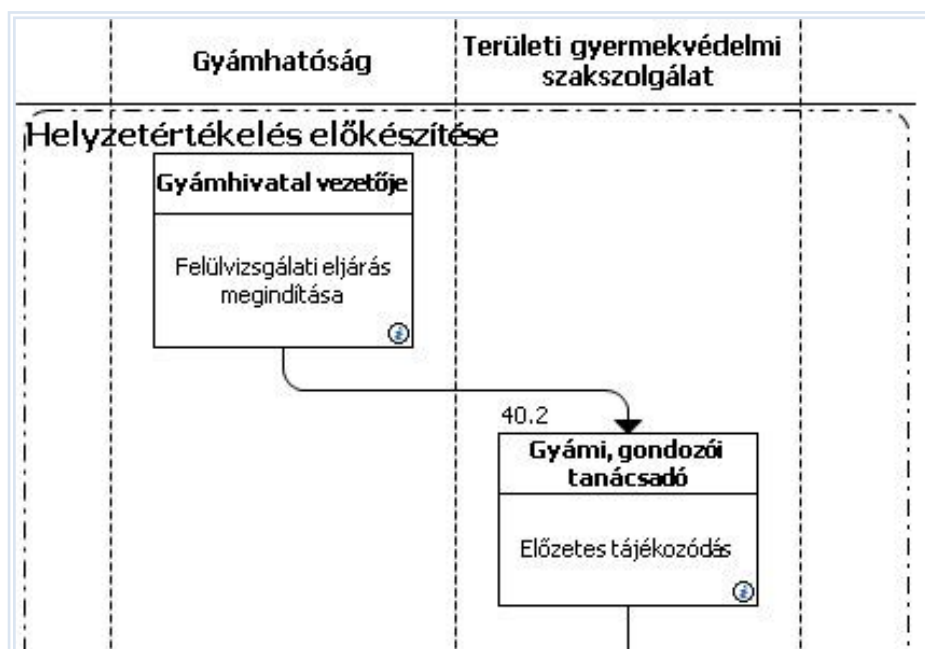 Gyámhatóság
Területi gyermekvédelmi
szakszolgálat
Helyzetértékelés előkészítése
Gyámhivatal vezetője
Felülvizsgálati eljárás
megindítása
40.2
Gyámi, gondozói
tanácsadó
Előzetes tájékozódás